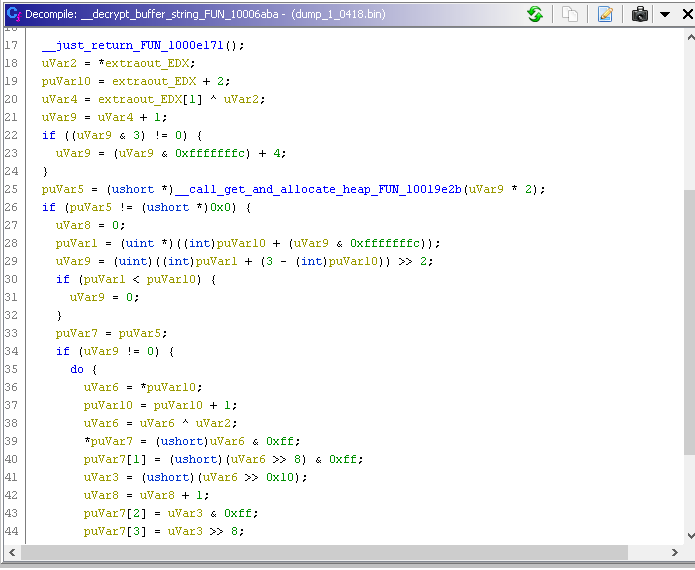 Decompile: __decrypt_buffer_string_FUN_10006aba - (dump_1_0418.bin)
16
17 __just_return_FUN_1000e171();
18 uVar2 = *extraout_EDX;
19 puVar10 = extraout_EDX + 2;
20 uVar4 = extraout_EDX[1] ^ uVar2;
21 uVar9 = uVar4 + 1;
22 if ((uVar9 & 3) != 0) {
23 uVar9 = (uVar9 & 0xfffffffc) + 4;
24 }
25 puVar5 = (ushort *)__call_get_and_allocate_heap_FUN_10019e2b(uVar9 * 2);
26 if (puVar5 != (ushort *)0x0) {
27 uVar8 = 0;
28 puVar1 = (uint *)((int)puVar10 + (uVar9 & 0xfffffffc));
29 uVar9 = (uint)((int)puVar1 + (3 - (int)puVar10)) >> 2;
30 if (puVar1 < puVar10) {
31 uVar9 = 0;
32 }
33 puVar7 = puVar5;
34 if (uVar9 != 0) {
35 do {
36 uVar6 = *puVar10;
37 puVar10 = puVar10 + 1;
38 uVar6 = uVar6 ^ uVar2;
39 *puVar7 = (ushort)uVar6 & 0xff;
40 puVar7[1] = (ushort)(uVar6 >> 8) & 0xff;
41 uVar3 = (ushort)(uVar6 >> 0x10);
42 uVar8 = uVar8 + 1;
43 puVar7[2] = uVar3 & 0xff;
44 puVar7[3] = uVar3 >> 8;